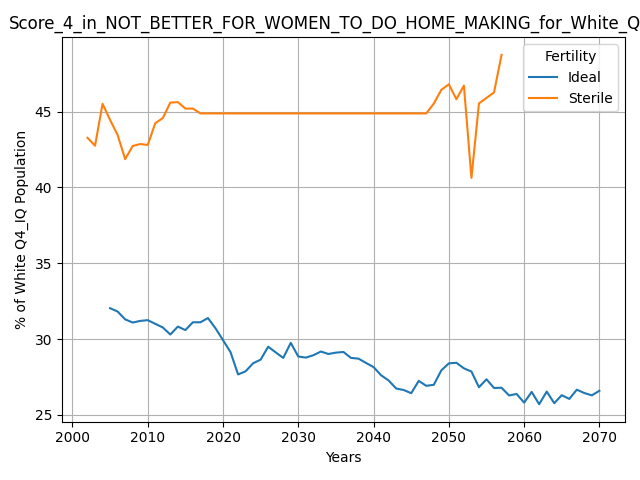 Score_4_in_NOT_BETTER_FOR_WOMEN_TO_DO_HOME_MAKING_for_White_Q
Fertility
Ideal
Sterile
45
40
35
30
25
% of White Q4_IQ Population
2000 2010 2020 2030 2040 2050 2060 2070
Years